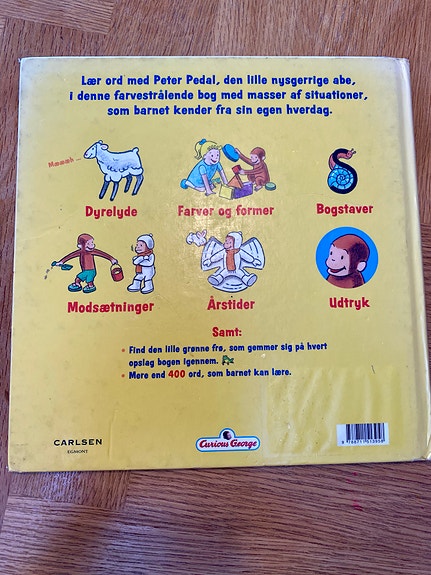 Lær ord med Peter Pedal, den lille nysgerrige abe,
i denne farvestrålende bog med masser af situationer,
som barnet kender fra sin egen hverdag.
Mææh ...
Dyrelyde
Farver og former
Bogstaver
Modsætninger
Årstider
Udtryk
Samt:
• Find den lille grønne frø, som gemmer sig på hvert
opslag bogen igennem.
• Mere end 400 ord, som barnet kan lære.
CARLSEN
EGMONT
Curious George